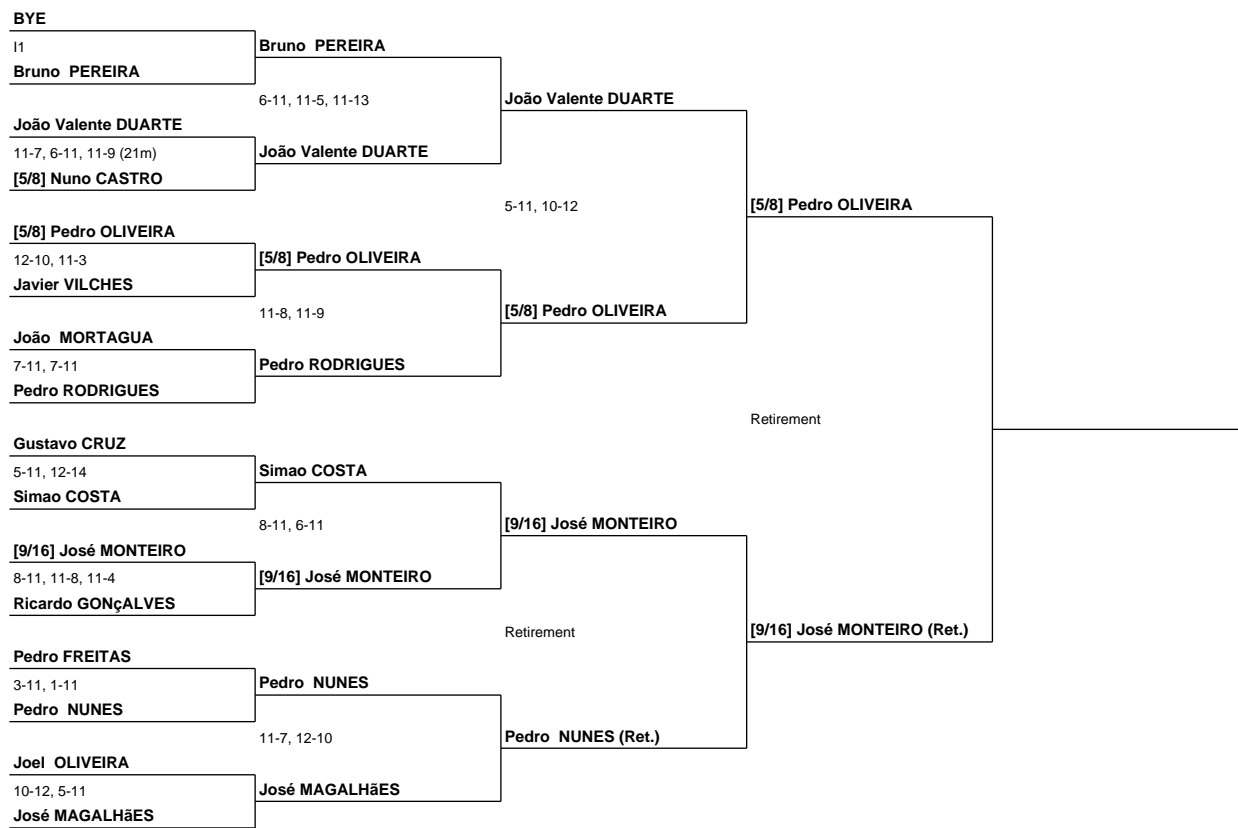 BYE
I1
Bruno PEREIRA
Bruno PEREIRA
6-11, 11-5, 11-13
João Valente DUARTE
João Valente DUARTE
11-7, 6-11, 11-9 (21m)
João Valente DUARTE
[5/8] Nuno CASTRO
5-11, 10-12
[5/8] Pedro OLIVEIRA
[5/8] Pedro OLIVEIRA
12-10, 11-3
[5/8] Pedro OLIVEIRA
Javier VILCHES
11-8, 11-9
[5/8] Pedro OLIVEIRA
João MORTAGUA
7-11, 7-11
Pedro RODRIGUES
Pedro RODRIGUES
Retirement
Gustavo CRUZ
5-11, 12-14
Simao COSTA
Simao COSTA
8-11, 6-11
[9/16] José MONTEIRO
[9/16] José MONTEIRO
8-11, 11-8, 11-4
[9/16] José MONTEIRO
Ricardo GONçALVES
Retirement
[9/16] José MONTEIRO (Ret.)
Pedro FREITAS
3-11, 1-11
Pedro NUNES
Pedro NUNES
11-7, 12-10
Pedro NUNES (Ret.)
Joel OLIVEIRA
10-12, 5-11
José MAGALHãES
José MAGALHãES